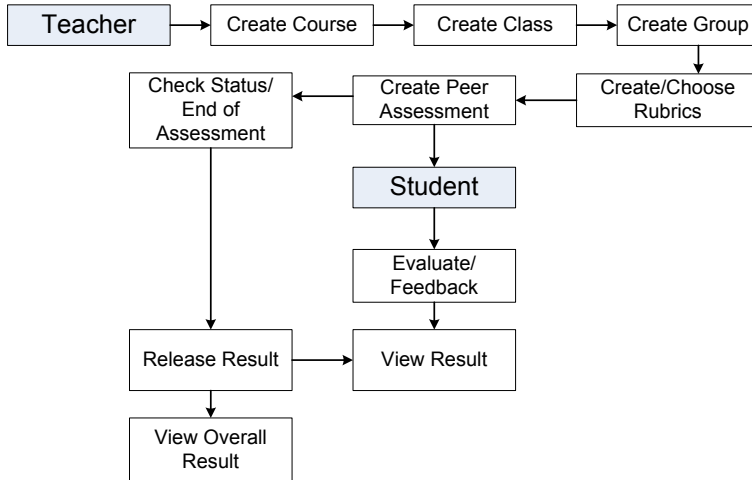 Teacher
Create Course
Create Class
Create Group
Check Status/
End of
Assessment
Create Peer
Assessment
Create/Choose
Rubrics
Student
Evaluate/
Feedback
Release Result
View Result
View Overall
Result